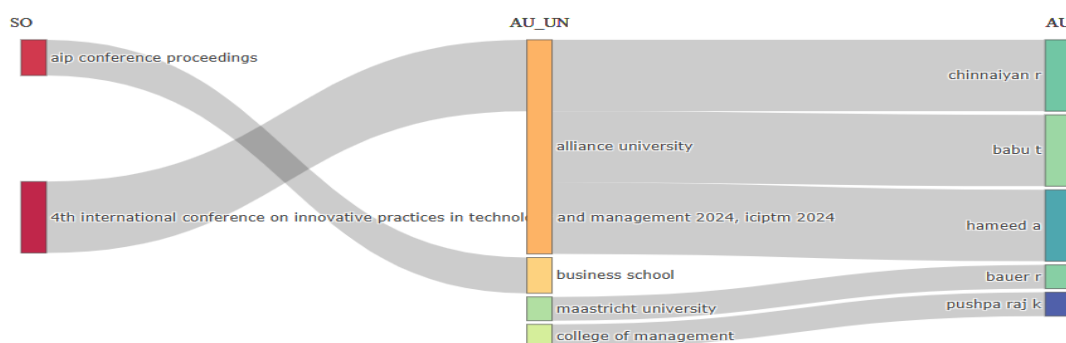 SO AU_UN AU
aip conference proceedings
chinnaiyan r
alliance university
babu t
4th international conference on innovative practices in technolo and management 2024, iciptm 2024
hameed a
business school
bauer r
maastricht university
pushpa raj k
college of management